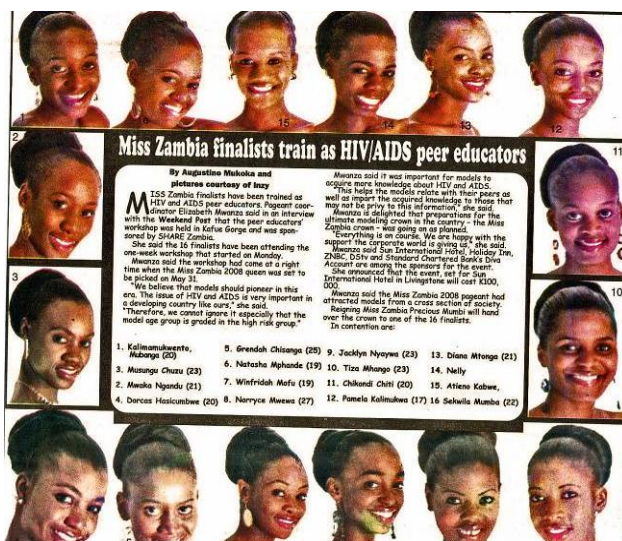 15
14
13
12
2
11
3
10
Miss Zambia finalists train as HIV/AIDS peer educators
By Augustine Mukoka and
pictures courtesy of Inzy
MISS Zambia finalists have been trained as
HIV and AIDS peer educators. Pageant coor-
dinator Elizabeth Mwanza said in an interview
with the Weekend Post that the peer educators'
workshop was held in Kafue Gorge and was spon-
sored by SHARE Zambia.
She said the 16 finalists have been attending the
one-week workshop that started on Monday.
Mwanza said the workshop had come at a right
time when the Miss Zambia 2008 queen was set to
be picked on May 31.
"We believe that models should pioneer in this
era. The issue of HIV and AIDS is very important in
a developing country like ours," she said.
"Therefore, we cannot ignore it especially that the
model age group is graded in the high risk group."
Mwanza said it was important for models to
acquire more knowledge about HIV and AIDS.
"This helps the models relate with their peers as
well as impart the acquired knowledge to those that
may not be privy to this information," she said.
Mwanza is delighted that preparations for the
ultimate modeling crown in the country - the Miss
Zambia crown - was going on as planned.
"Everything is on course. We are happy with the
support the corporate world is giving us," she said.
Mwanza said Sun International Hotel, Holiday Inn,
ZNBC, DStv and Standard Chartered Bank's Diva
Account are among the sponsors for the event.
She announced that the event, set for Sun
International Hotel in Livingstone will cost K100,
000.
Mwanza said the Miss Zambia 2008 pageant had
attracted models from a cross section of society.
Reigning Miss Zambia Precious Mumbi will hand
over the crown to one of the 16 finalists.
In contention are:
1. Kalimamukwento,
Mubanga (20)
3. Musungu Chuzu (23)
2. Mwaka Ngandu (21)
4. Dorcas Hasicumbwe (20)
5. Grendah Chisanga (25)
6. Natasha Mphande (19)
7. Winfridah Mofu (19)
8. Norryce Mwewa (27)
9. Jacklyn Nyaywa (23)
10. Tiza Mhango (23)
11. Chikondi Chiti (20)
12. Pamela Kalimukwa (17)
13. Diana Mtonga (21)
14. Nelly
15. Atieno Kabwe,
16 Sekwila Mumba (22)